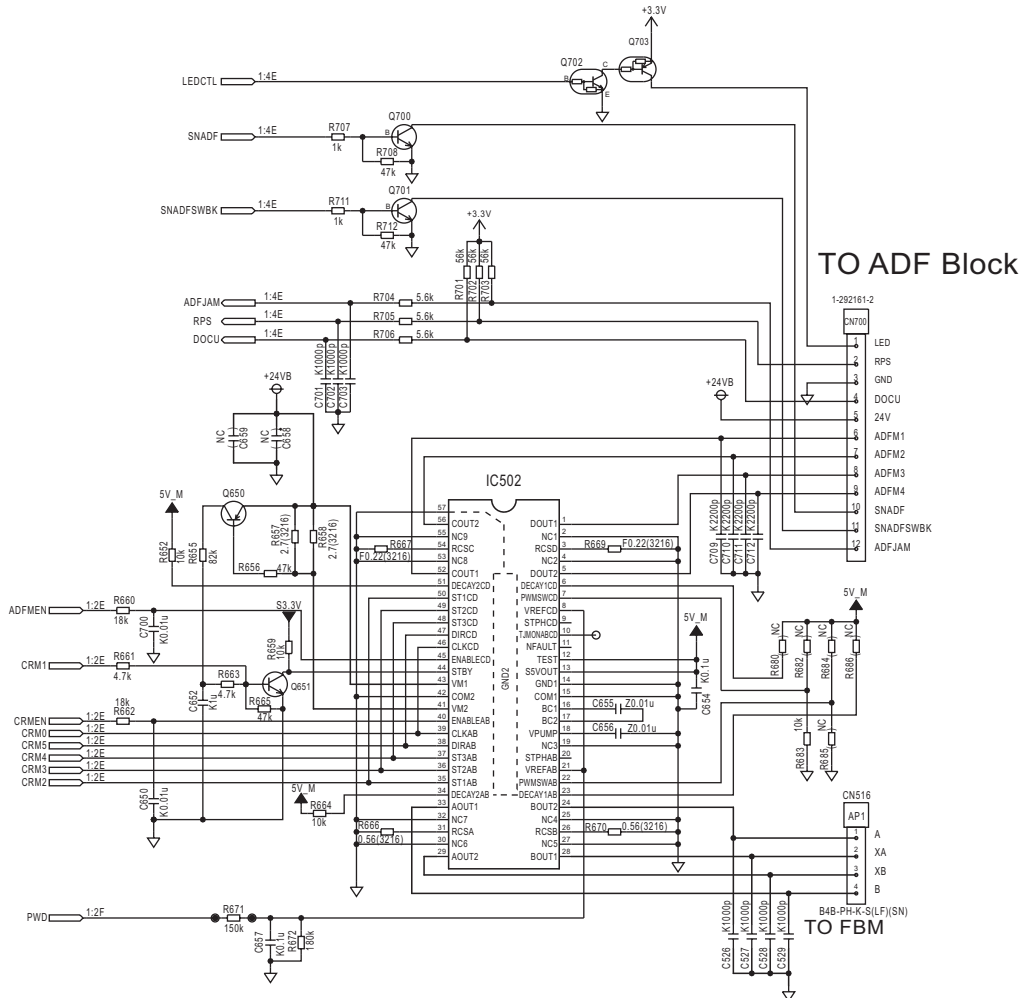 +3.3V
Q703
Q702
C
B
E
LEDCTL 1:4E
Q700
SNADF 1:4E R707 B
1k
R708
47k
Q701
SNADFSWBK 1:4E R711 B
1k
R712
47k
+3.3V
56k 56k 56k
R701 R702 R703
TO ADF Block
1-292161-2
CN700
ADFJAM 1:4E R704 5.6k
RPS 1:4E R705 5.6k
DOCU 1:4E R706 5.6k
K1000p K1000p K1000p
C701 C702 C703
1 LED
2 RPS
3 GND
4 DOCU
5 24V
6 ADFM1
7 ADFM2
8 ADFM3
9 ADFM4
10 SNADF
11 SNADFSWBK
12 ADFJAM
+24VB
+24VB
NC NC
C659 C658
K2200p K2200p K2200p K2200p
C709 C710 C711 C712
Q650
5V_M
R652 10k
R655 82k
R656 47k
R657 2.7(3216)
R658 2.7(3216)
IC502
GND2
57
56 COUT2 DOUT1 1
55 NC9 NC1 2
54 RCSC RCSD 3
53 NC8 NC2 4
52 COUT1 DOUT2 5
51 DECAY2CD DECAY1CD 6
50 ST1CD PWMSWCD 7
49 ST2CD VREFCD 8
48 ST3CD STPHCD 9
47 DIRCD TJMONABCD 10
46 CLKCD NFAULT 11
45 ENABLECD TEST 12
44 STBY S5VOUT 13
43 VM1 GND1 14
42 COM2 COM1 15
41 VM2 BC1 16
40 ENABLEAB BC2 17
39 CLKAB VPUMP 18
38 DIRAB NC3 19
37 ST3AB STPHAB 20
36 ST2AB VREFAB 21
35 ST1AB PWMSWAB 22
34 DECAY2AB DECAY1AB 23
33 AOUT1 BOUT2 24
32 NC7 NC4 25
31 RCSA RCSB 26
30 NC6 NC5 27
29 AOUT2 BOUT1 28
R667
F0.22(3216)
R669 F0.22(3216)
ADFMEN 1:2E R660
18k
C700 K0.01u
S3.3V
R659 10k
CRM1 1:2E R661
4.7k
R663
4.7k
Q651
R665
47k
C652 K1u
18k
CRMEN 1:2E R662
CRM0 1:2E
CRM5 1:2E
CRM4 1:2E
CRM3 1:2E
CRM2 1:2E
C650 K0.01u
5V_M
R664
10k
R666
0.56(3216)
R670 0.56(3216)
5V_M
K0.1u
C654
C655 Z0.01u
C656 Z0.01u
5V_M
NC NC NC NC
R680 R682 R684 R686
10k NC
R683 R685
CN516
AP1
1 A
2 XA
3 XB
4 B
B4B-PH-K-S(LF)(SN)
TO FBM
K1000p K1000p K1000p K1000p
C526 C527 C528 C529
PWD 1:2F R671
150k
C657 K0.1u
R672 180k